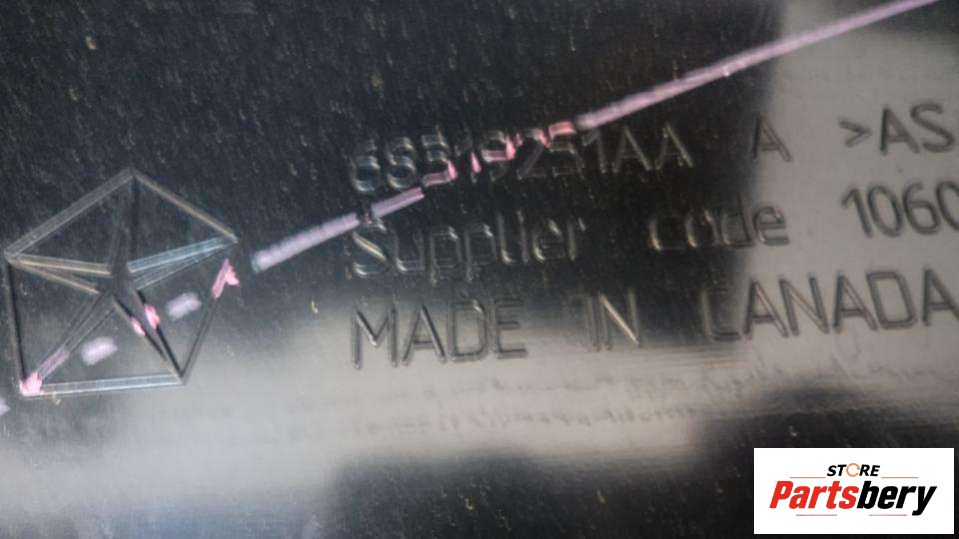 68519251AA A >AS
Supplier code 1060
MADE IN CANADA
STORE
Partsbery